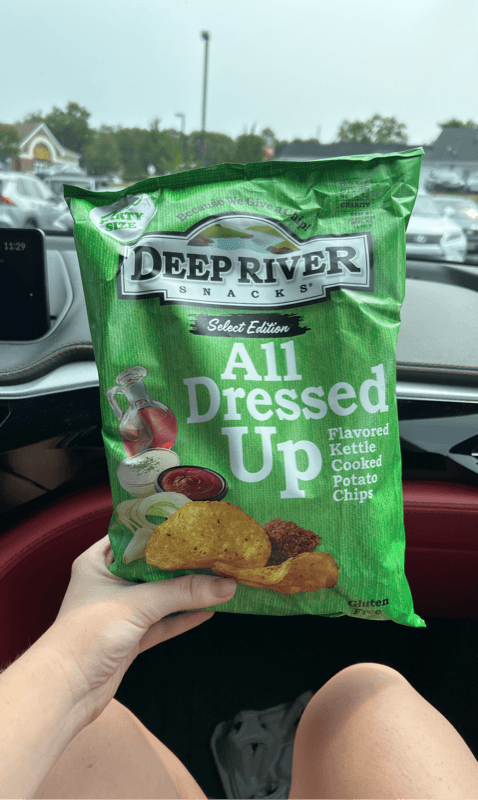 11:29
PARTY
SIZE
Because We Give a Chip!
CHARITY
DEEP RIVER
SNACKS®
Select Edition
All
Dressed
Up
Flavored
Kettle
Cooked
Potato
Chips
Gluten
Free